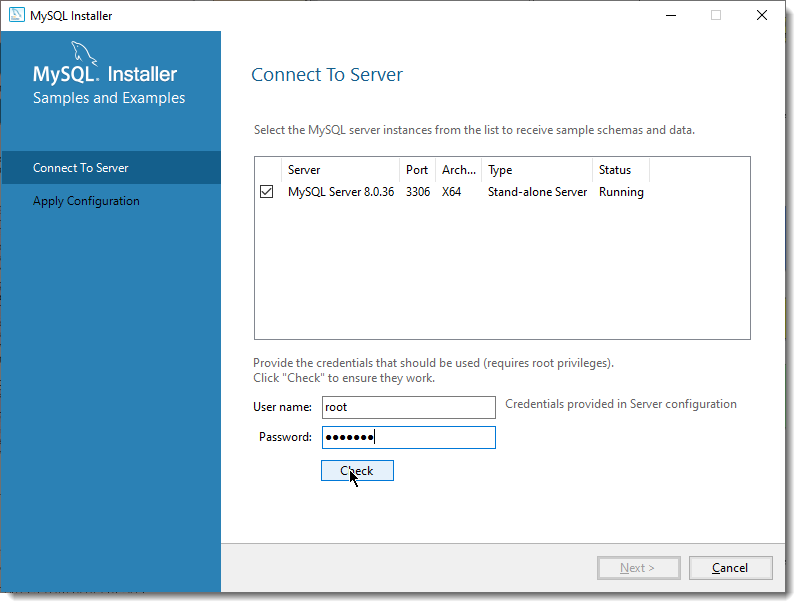 MySQL Installer
MySQL. Installer
Samples and Examples
Connect To Server
Apply Configuration
Connect To Server
Select the MySQL server instances from the list to receive sample schemas and data.
Server Port Arch... Type Status
MySQL Server 8.0.36 3306 X64 Stand-alone Server Running
Provide the credentials that should be used (requires root privileges).
Click "Check" to ensure they work.
User name: root Credentials provided in Server configuration
Password: ●●●●●●●
Check
Next > Cancel